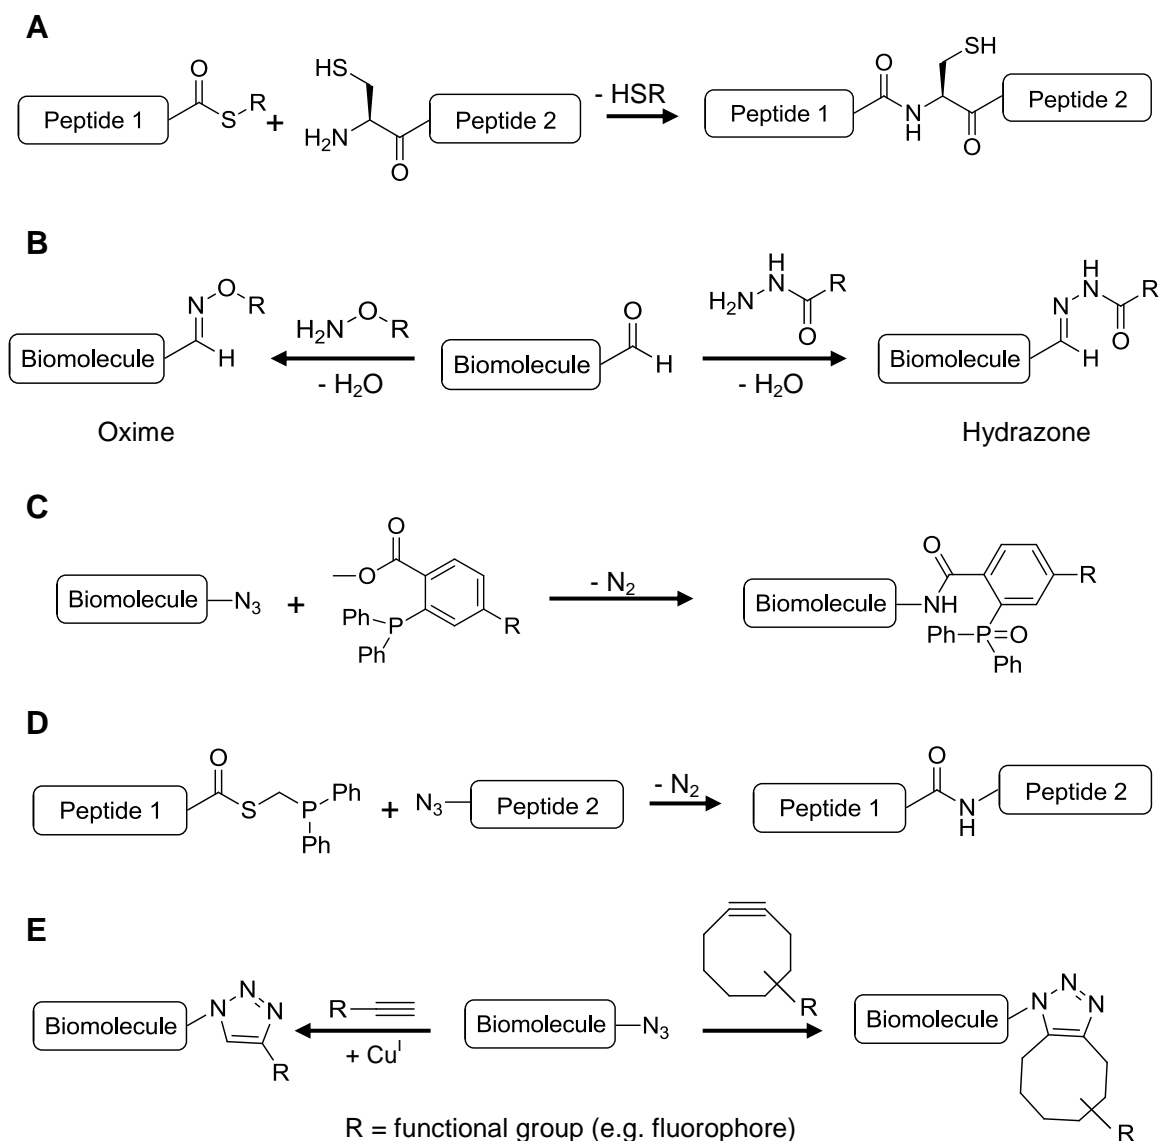 A
Peptide 1
O
S
R
+
HS
H₂N
O
Peptide 2
- HSR
Peptide 1
O
N
H
SH
O
Peptide 2
B
Biomolecule
N
O
R
H
Oxime
H₂N
O
R
- H₂O
Biomolecule
O
H
H₂N
H
N
R
O
- H₂O
Biomolecule
N
H
N
R
O
H
Hydrazone
C
Biomolecule
N₃
+
O
O
Ph
P
Ph
R
- N₂
Biomolecule
NH
O
R
Ph
P=O
Ph
D
Peptide 1
O
S
P
Ph
Ph
+
N₃
Peptide 2
- N₂
Peptide 1
O
N
H
Peptide 2
E
Biomolecule
N
N
N
R
R
+ Cuᴵ
Biomolecule
N₃
R
Biomolecule
N
N
N
R
R = functional group (e.g. fluorophore)